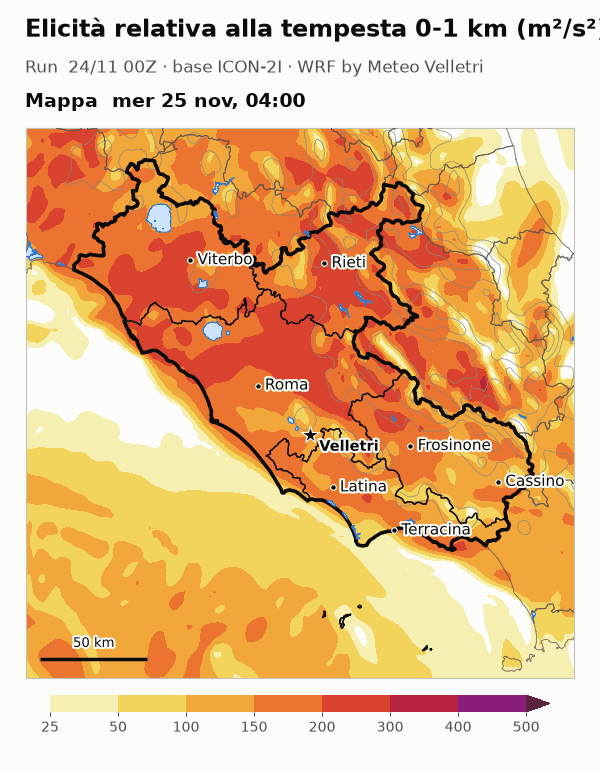 Elicità relativa alla tempesta 0-1 km (m²/s²)
Run 24/11 00Z · base ICON-2I · WRF by Meteo Velletri
Mappa mer 25 nov, 04:00
Viterbo
Rieti
Roma
Velletri
Frosinone
Latina
Cassino
Terracina
50 km
25 50 100 150 200 300 400 500